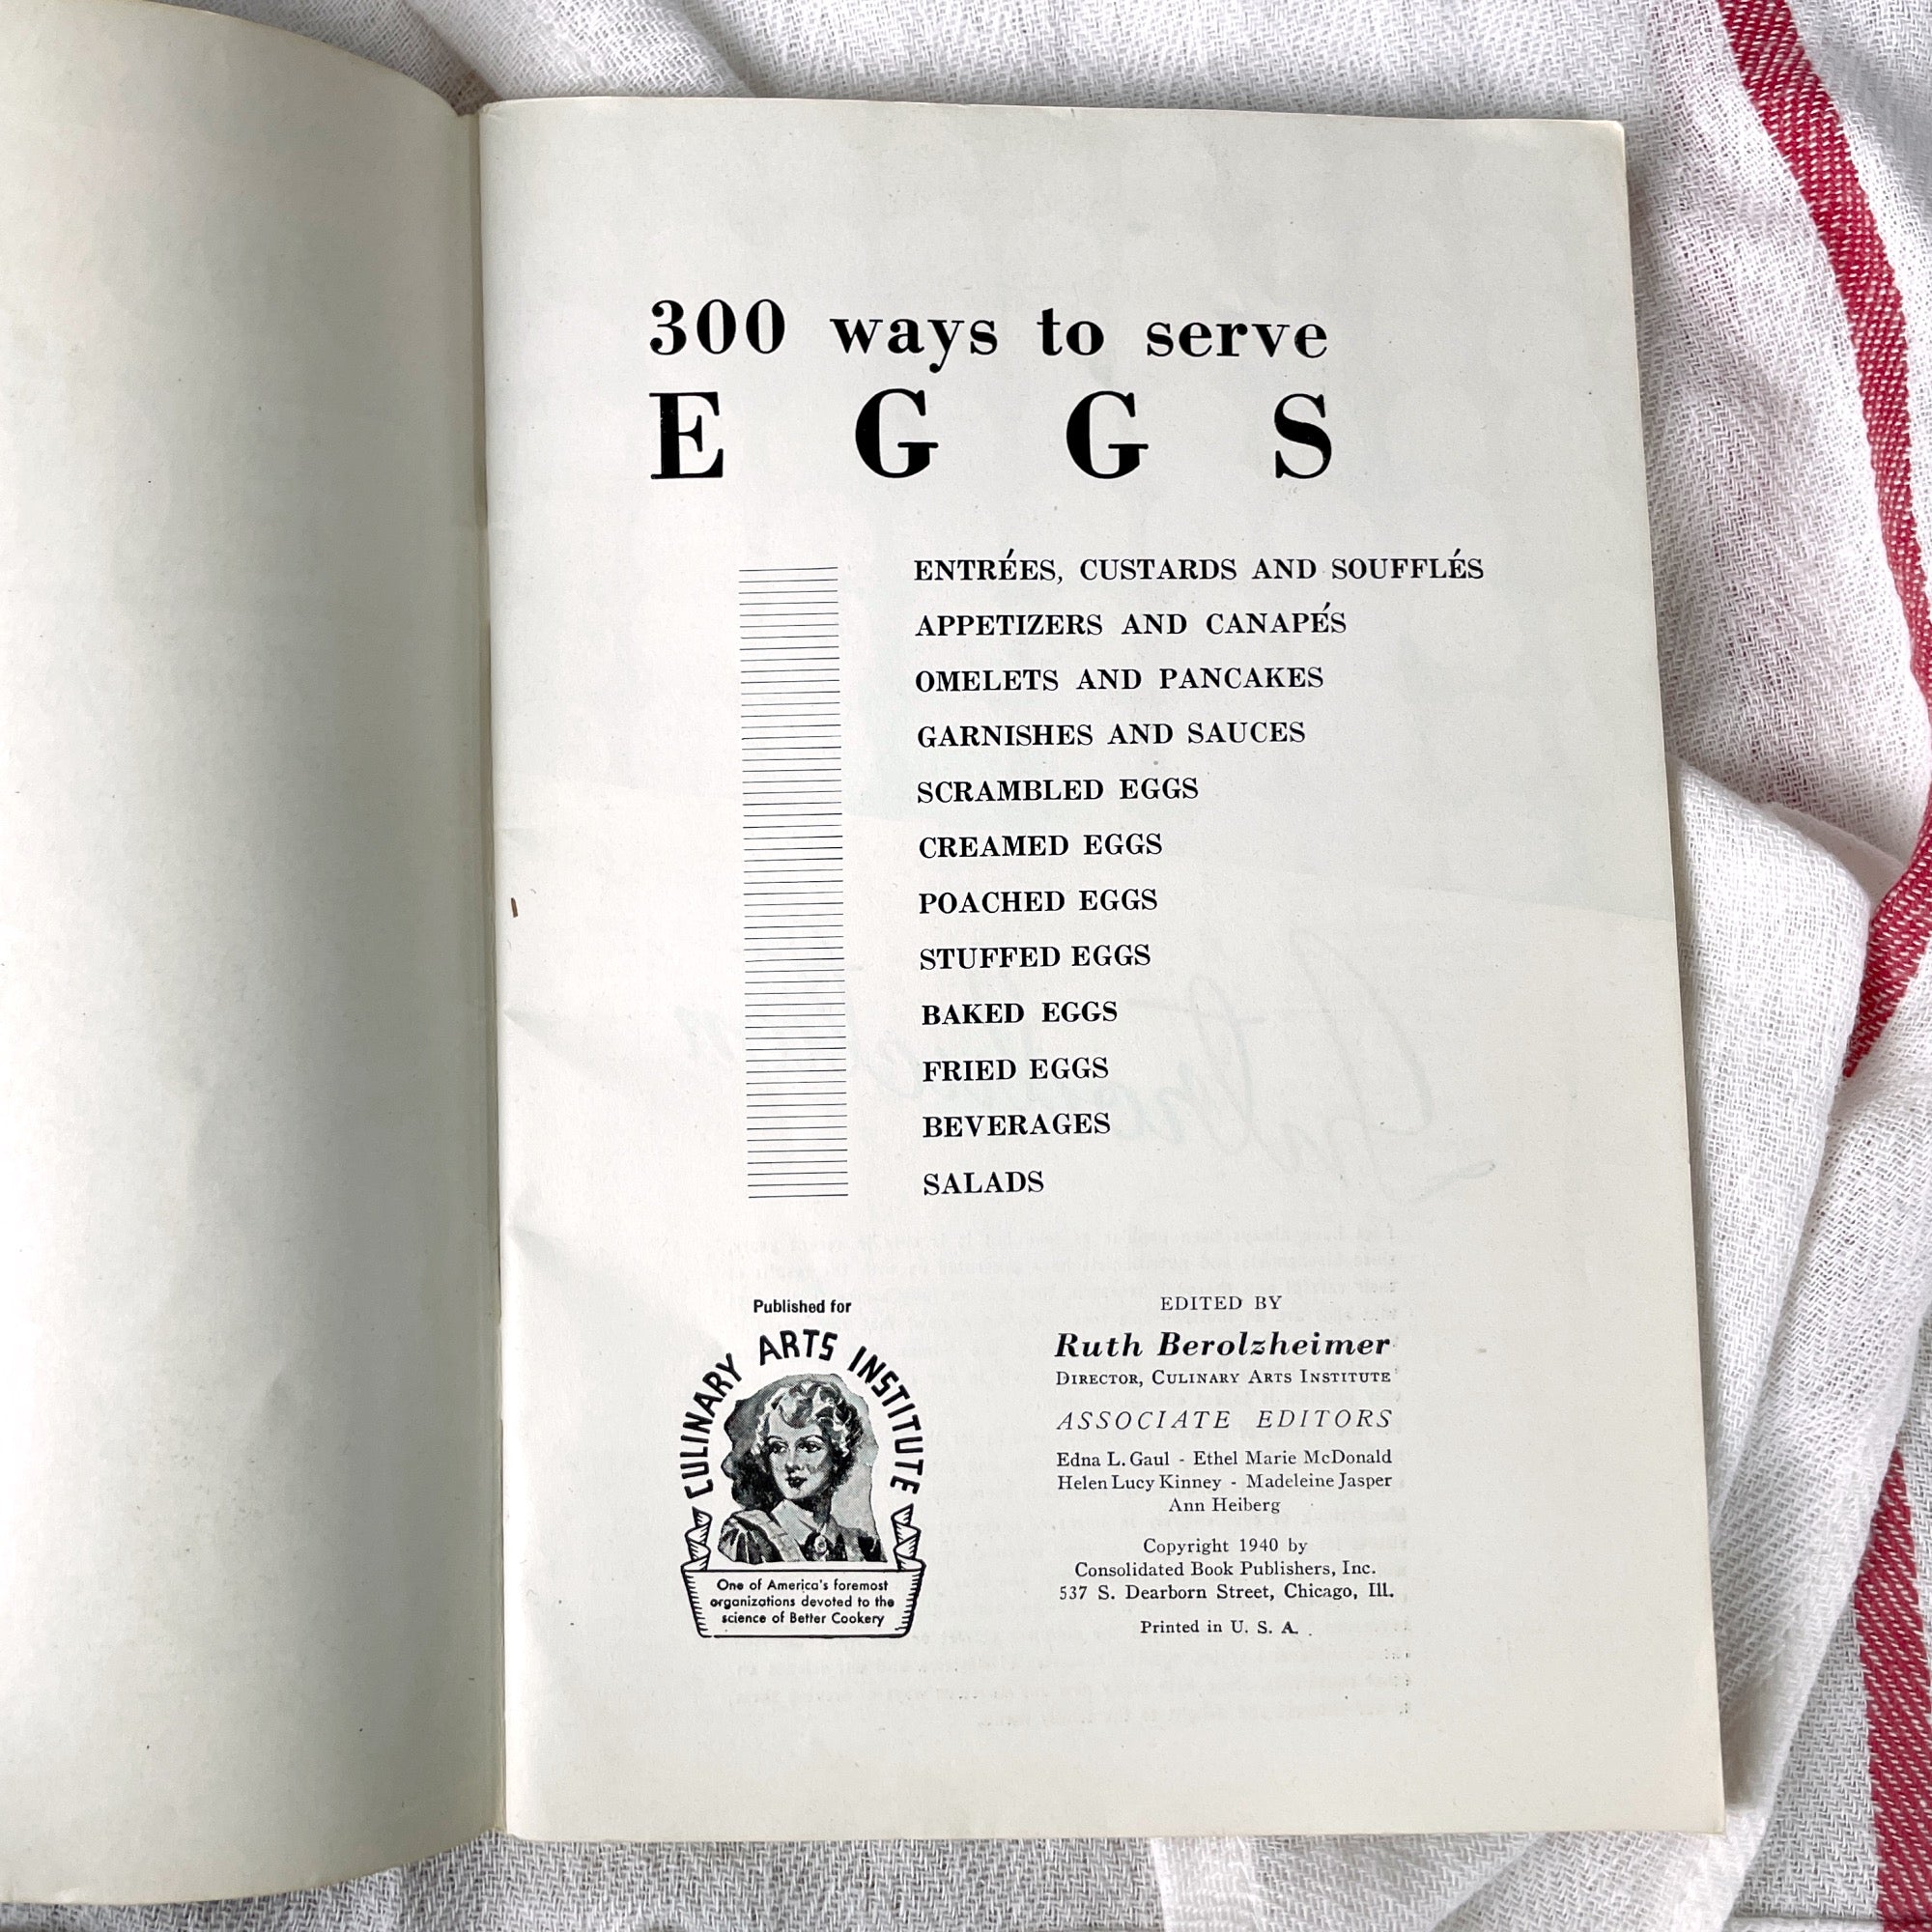 300 ways to serve
EGGS
ENTRÉES, CUSTARDS AND SOUFFLÉS
APPETIZERS AND CANAPÉS
OMELETS AND PANCAKES
GARNISHES AND SAUCES
SCRAMBLED EGGS
CREAMED EGGS
POACHED EGGS
STUFFED EGGS
BAKED EGGS
FRIED EGGS
BEVERAGES
SALADS
Published for
CULINARY ARTS INSTITUTE
One of America's foremost
organizations devoted to the
science of Better Cookery
EDITED BY
Ruth Berolzheimer
DIRECTOR, CULINARY ARTS INSTITUTE
ASSOCIATE EDITORS
Edna L. Gaul - Ethel Marie McDonald
Helen Lucy Kinney - Madeleine Jasper
Ann Heiberg
Copyright 1940 by
Consolidated Book Publishers, Inc.
537 S. Dearborn Street, Chicago, Ill.
Printed in U. S. A.